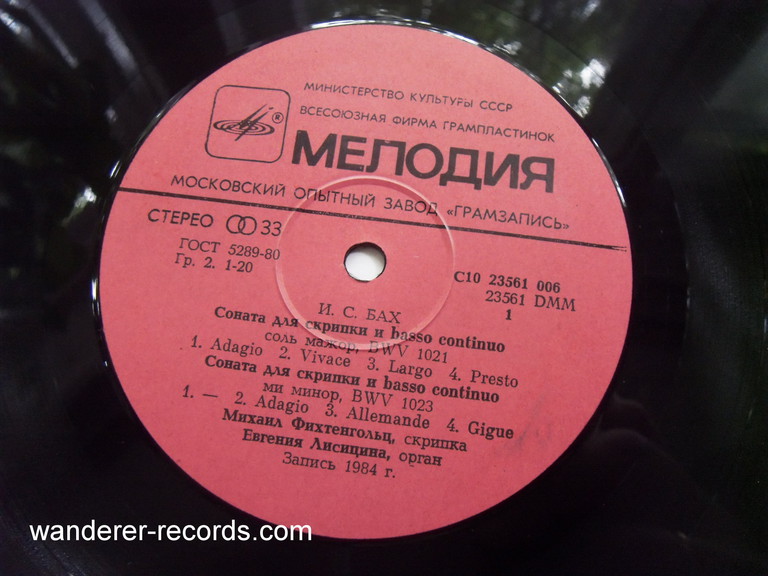 МИНИСТЕРСТВО КУЛЬТУРЫ СССР
ВСЕСОЮЗНАЯ ФИРМА ГРАМПЛАСТИНОК
®
МЕЛОДИЯ
МОСКОВСКИЙ ОПЫТНЫЙ ЗАВОД «ГРАМЗАПИСЬ»
СТЕРЕО 33
ГОСТ 5289-80
Гр. 2. 1-20
С10 23561 006
23561 DMM
1
И. С. БАХ
Соната для скрипки и basso continuo
соль мажор, BWV 1021
1. Adagio 2. Vivace 3. Largo 4. Presto
Соната для скрипки и basso continuo
ми минор, BWV 1023
1. — 2. Adagio 3. Allemande 4. Gigue
Михаил Фихтенгольц, скрипка
Евгения Лисицина, орган
Запись 1984 г.
wanderer-records.com